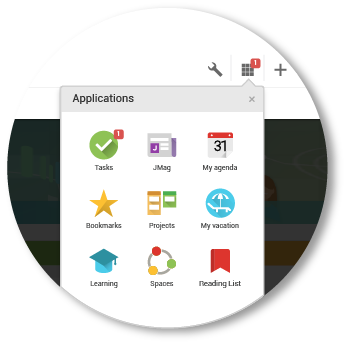 1
Applications ×
1
J
31
Tasks JMag My agenda
Bookmarks Projects My vacation
Learning Spaces Reading List